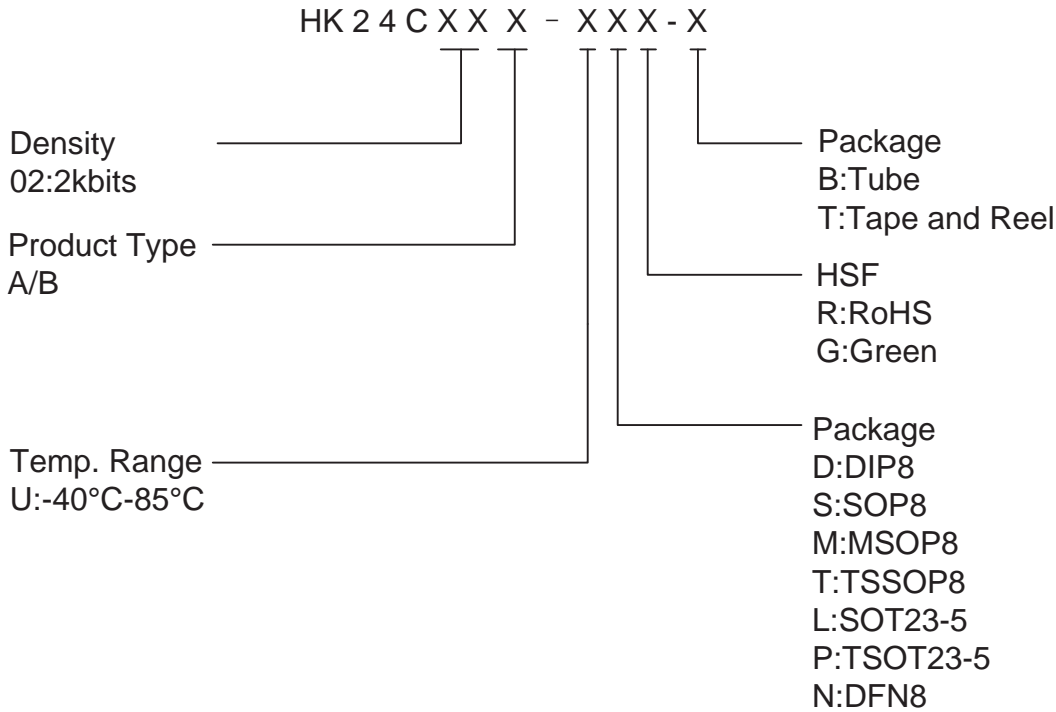 HK 2 4 C X X X - X X X - X
Density
02:2kbits
Product Type
A/B
Temp. Range
U:-40°C-85°C
Package
B:Tube
T:Tape and Reel
HSF
R:RoHS
G:Green
Package
D:DIP8
S:SOP8
M:MSOP8
T:TSSOP8
L:SOT23-5
P:TSOT23-5
N:DFN8